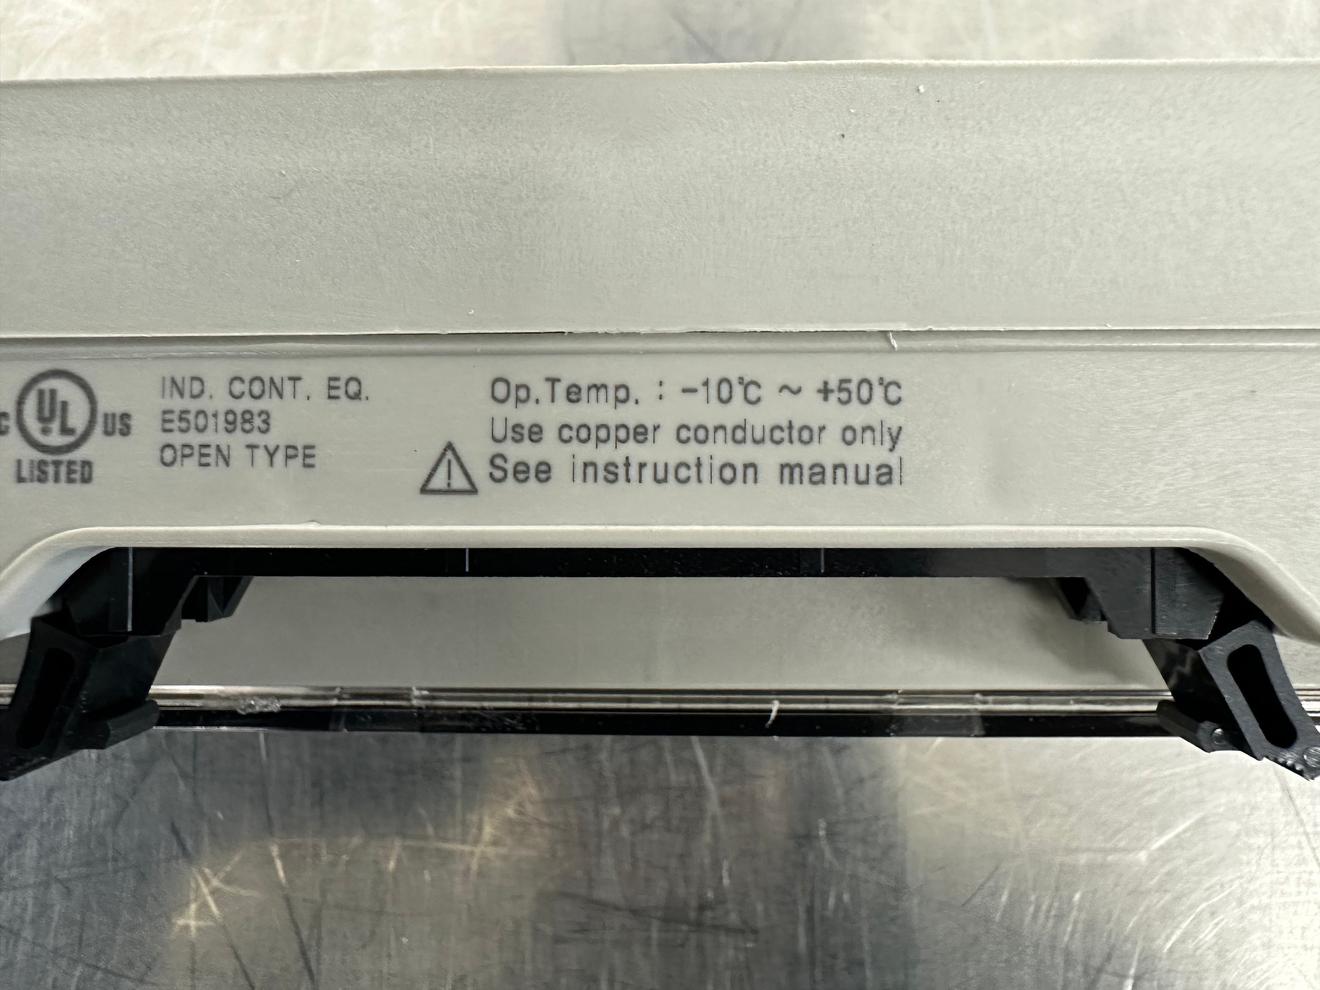 C UL US
LISTED
IND. CONT. EQ.
E501983
OPEN TYPE
Op.Temp. : -10℃ ~ +50℃
Use copper conductor only
See instruction manual